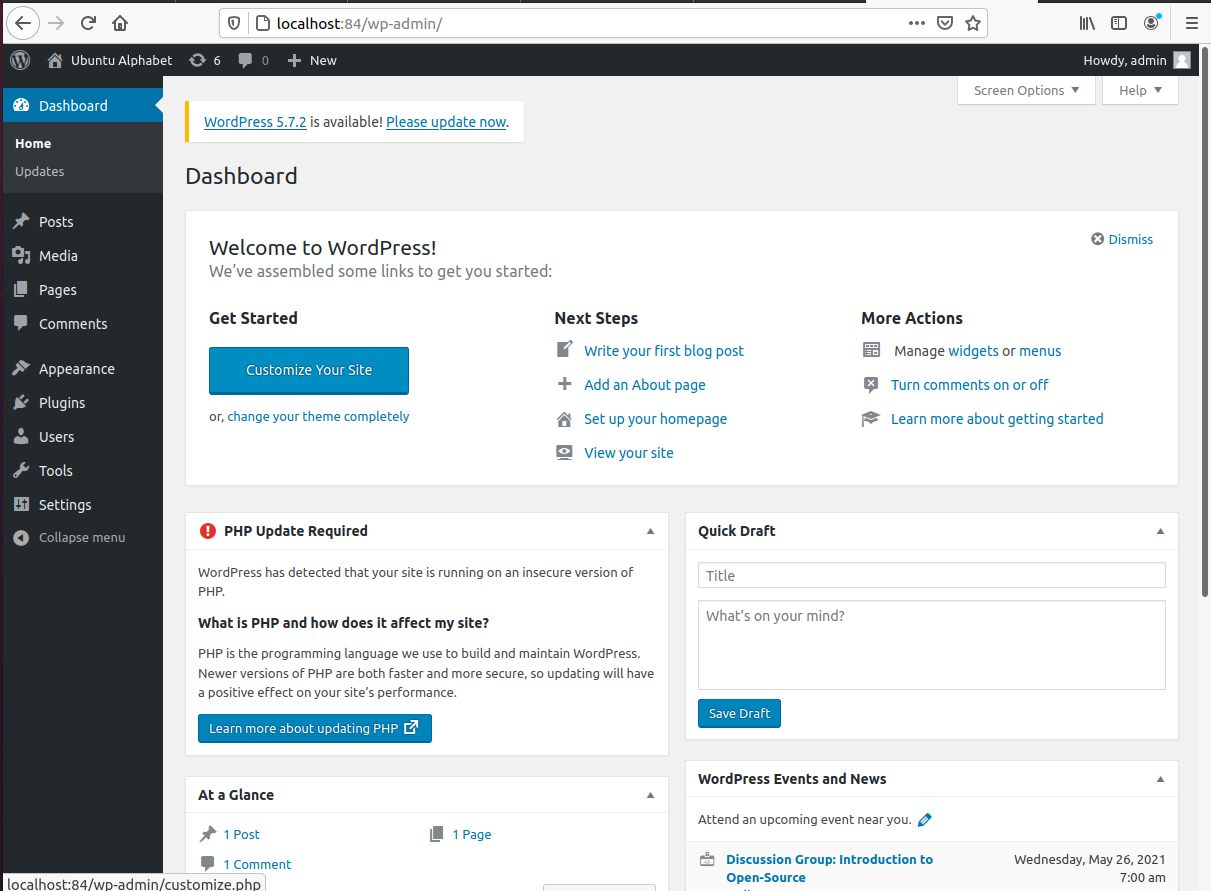 localhost:84/wp-admin/
Ubuntu Alphabet 6 0 New Howdy, admin
Screen Options Help
Dashboard
Home
Updates
Posts
Media
Pages
Comments
Appearance
Plugins
Users
Tools
Settings
Collapse menu
WordPress 5.7.2 is available! Please update now.
Dashboard
Welcome to WordPress!
We've assembled some links to get you started:
Dismiss
Get Started
Customize Your Site
or, change your theme completely
Next Steps
Write your first blog post
Add an About page
Set up your homepage
View your site
More Actions
Manage widgets or menus
Turn comments on or off
Learn more about getting started
PHP Update Required
WordPress has detected that your site is running on an insecure version of
PHP.
What is PHP and how does it affect my site?
PHP is the programming language we use to build and maintain WordPress.
Newer versions of PHP are both faster and more secure, so updating will have
a positive effect on your site's performance.
Learn more about updating PHP
At a Glance
1 Post 1 Page
1 Comment
Quick Draft
Title
What's on your mind?
Save Draft
WordPress Events and News
Attend an upcoming event near you.
Discussion Group: Introduction to Wednesday, May 26, 2021
Open-Source 7:00 am
localhost:84/wp-admin/customize.php